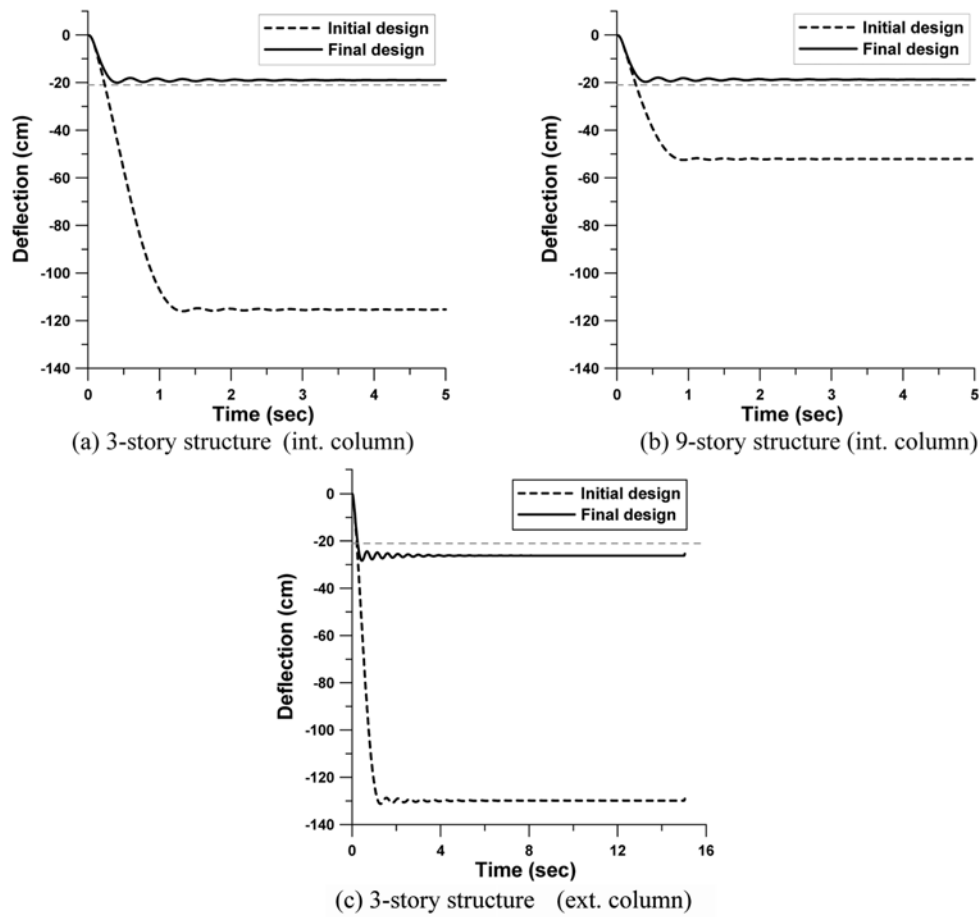 Initial design
Final design
0
-20
-40
-60
-80
-100
-120
-140
Deflection (cm)
0 1 2 3 4 5
Time (sec)
(a) 3-story structure (int. column)
Initial design
Final design
0
-20
-40
-60
-80
-100
-120
-140
Deflection (cm)
0 1 2 3 4 5
Time (sec)
(b) 9-story structure (int. column)
Initial design
Final design
0
-20
-40
-60
-80
-100
-120
-140
Deflection (cm)
0 4 8 12 16
Time (sec)
(c) 3-story structure (ext. column)